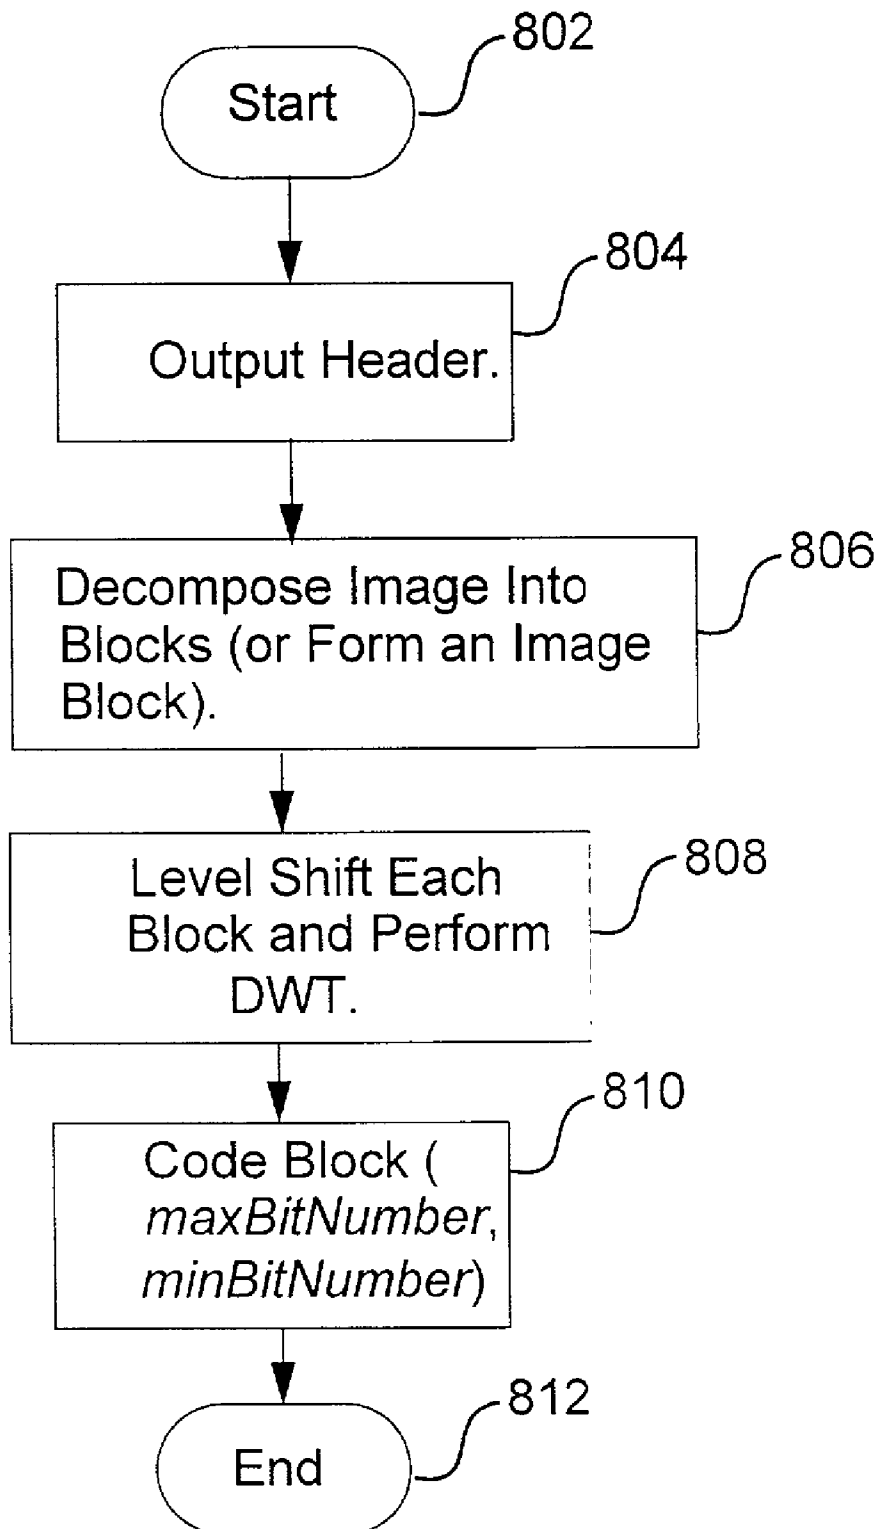 802
Start
804
Output Header.
806
Decompose Image Into
Blocks (or Form an Image
Block).
808
Level Shift Each
Block and Perform
DWT.
810
Code Block (
maxBitNumber,
minBitNumber)
812
End